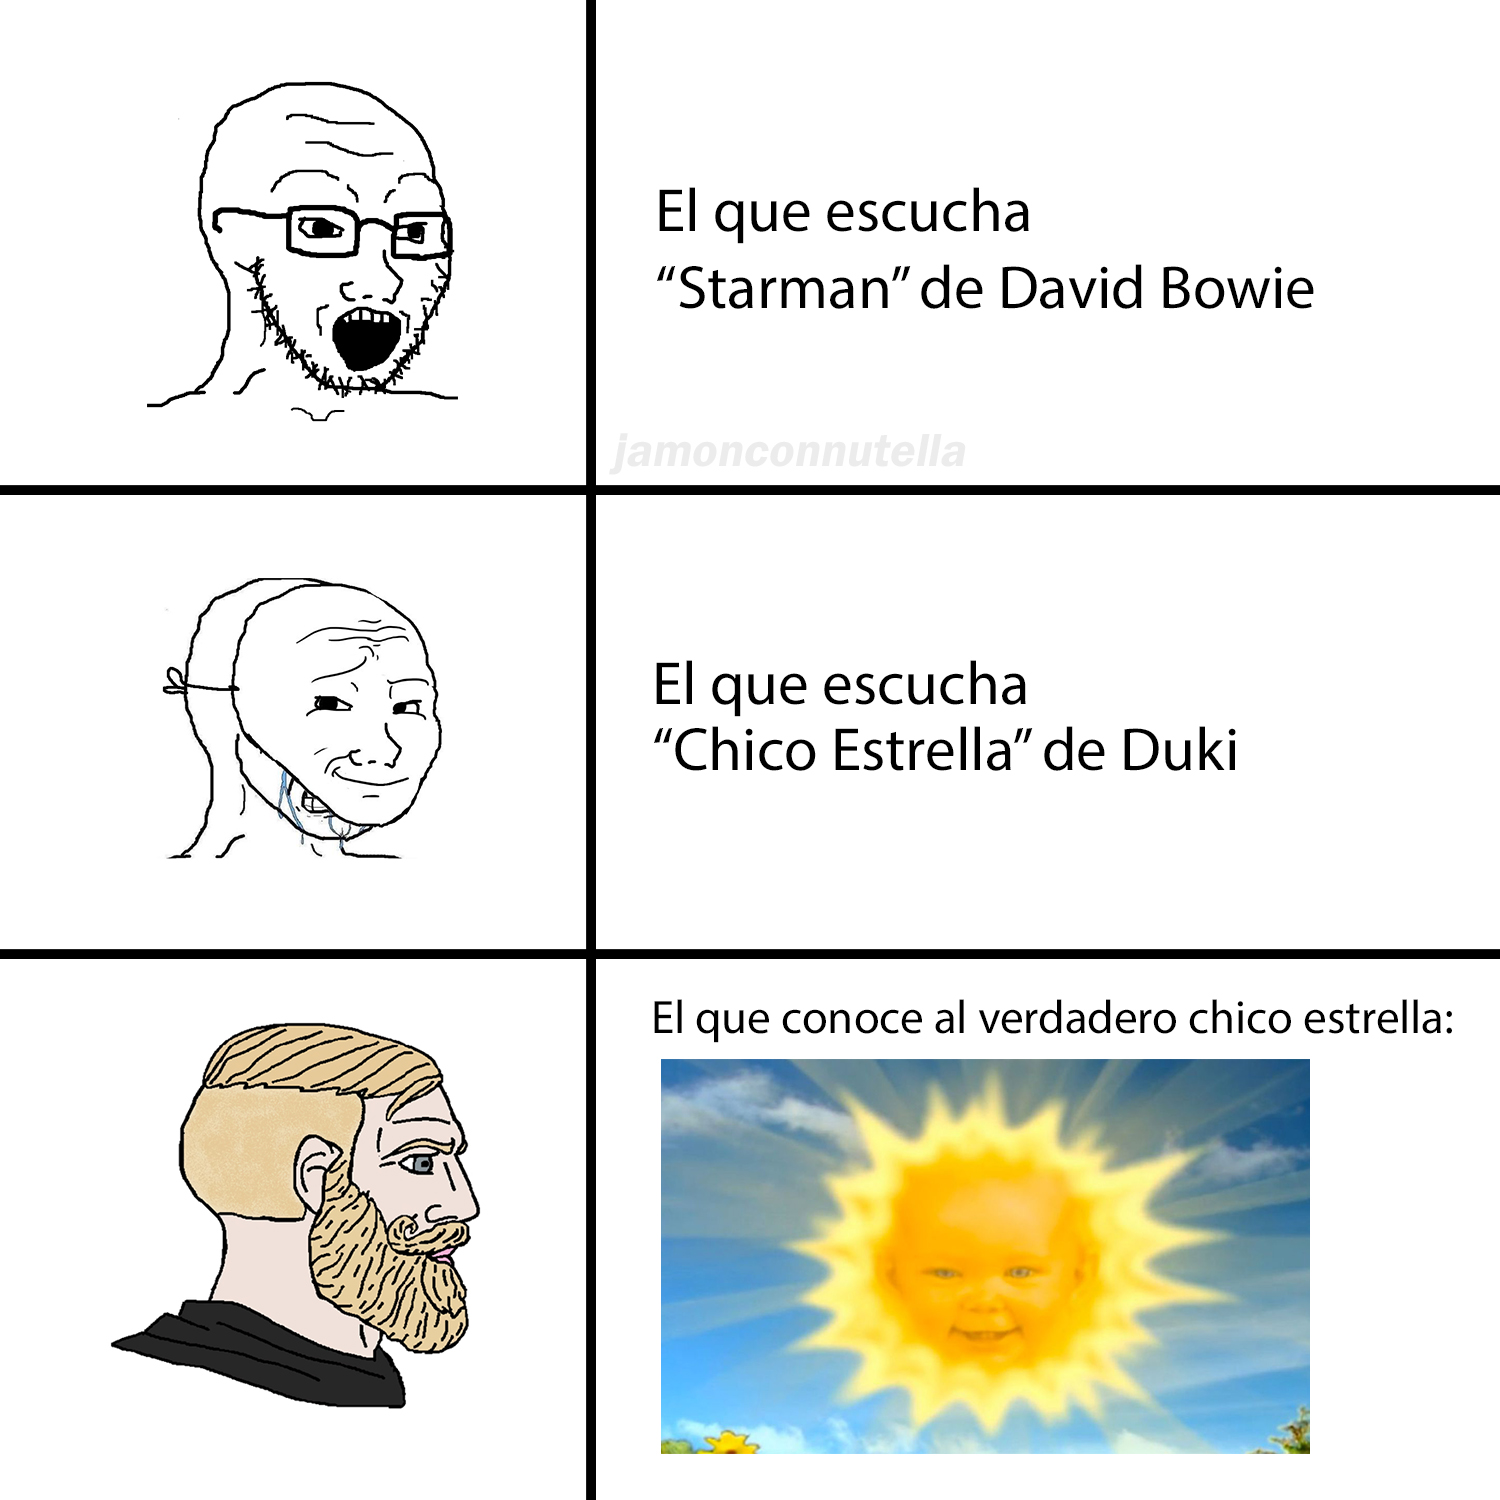 El que escucha
“Starman” de David Bowie
jamonconnutella
El que escucha
“Chico Estrella” de Duki
El que conoce al verdadero chico estrella: